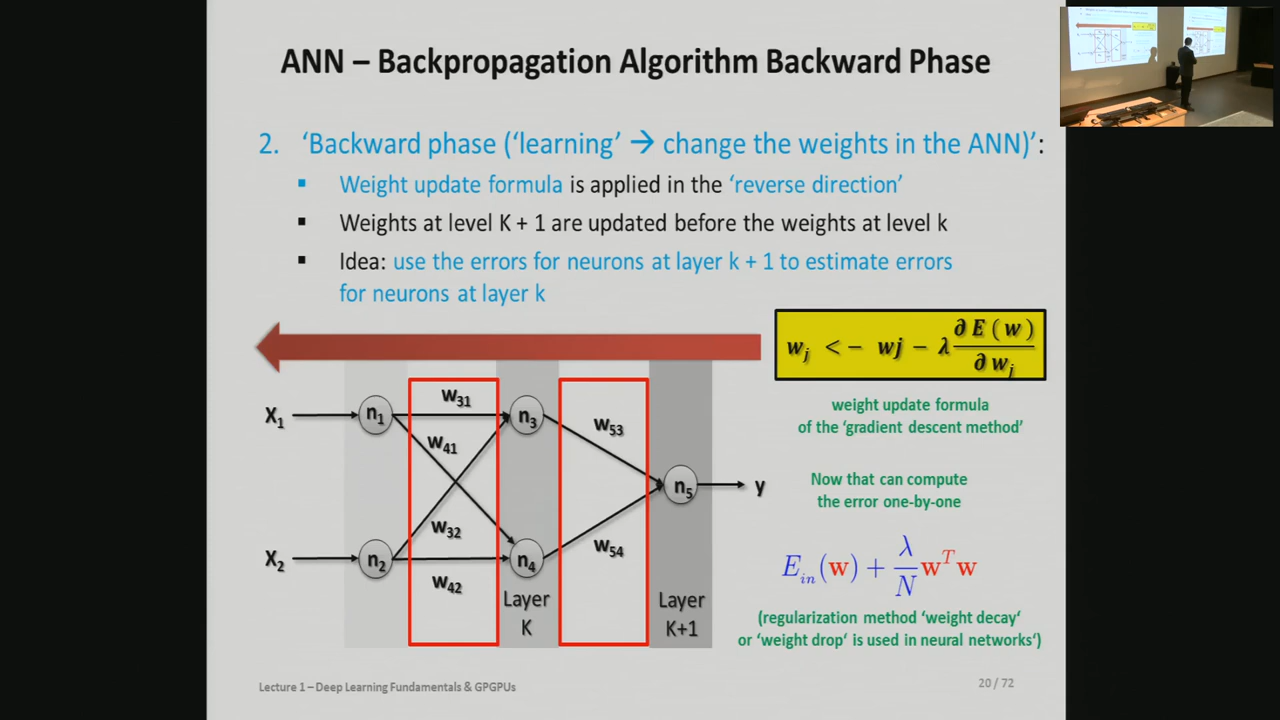 ANN – Backpropagation Algorithm Backward Phase
2. ‘Backward phase (‘learning’ → change the weights in the ANN)’:
▪ Weight update formula is applied in the ‘reverse direction’
▪ Weights at level K + 1 are updated before the weights at level k
▪ Idea: use the errors for neurons at layer k + 1 to estimate errors
for neurons at layer k
w_j <− wj − λ ∂E(w)/∂w_j
weight update formula
of the ‘gradient descent method’
X₁ n₁ w₃₁ n₃ w₅₃
w₄₁
n₅ y
Now that can compute
the error one-by-one
w₃₂
X₂ n₂ w₄₂ n₄ w₅₄
E_in(w) + λ/N w^T w
Layer
K
Layer
K+1
(regularization method ‘weight decay‘
or ‘weight drop‘ is used in neural networks‘)
Lecture 1 – Deep Learning Fundamentals & GPGPUs
20 / 72